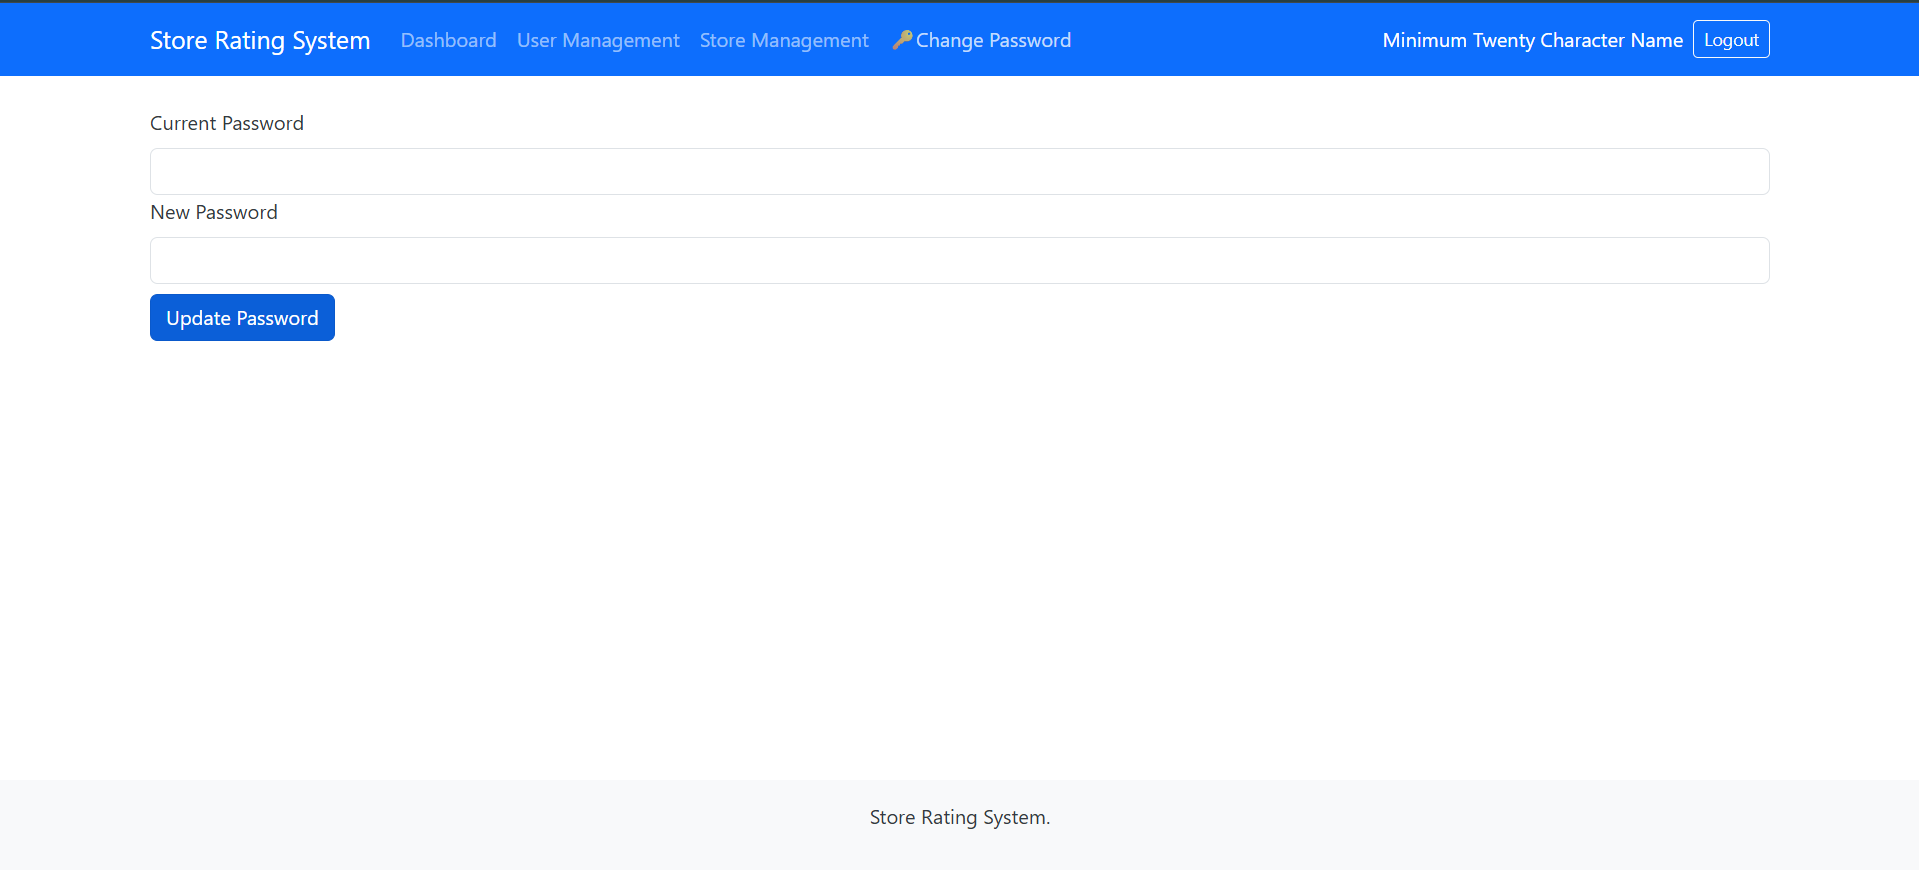 Store Rating System Dashboard User Management Store Management 🔑Change Password Minimum Twenty Character Name Logout
Current Password
New Password
Update Password
Store Rating System.